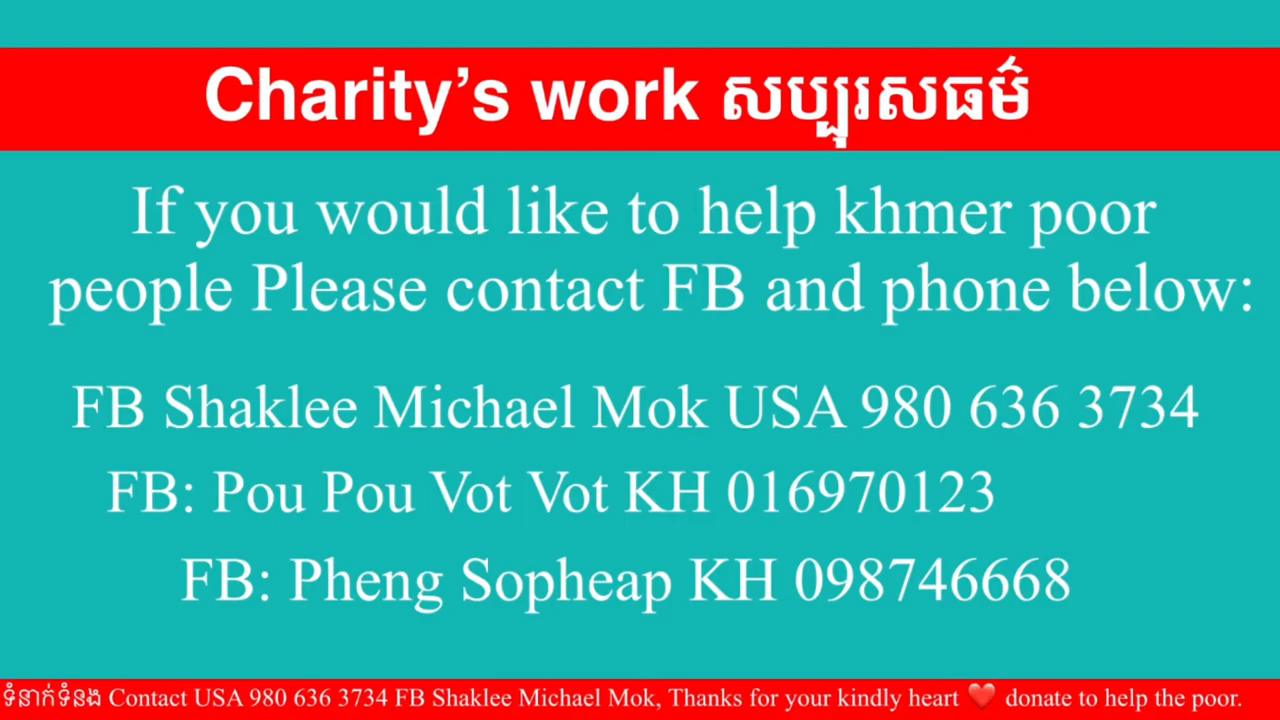 Charity’s work សប្បុរសធម៌
If you would like to help khmer poor
people Please contact FB and phone below:
FB Shaklee Michael Mok USA 980 636 3734
FB: Pou Pou Vot Vot KH 016970123
FB: Pheng Sopheap KH 098746668
ទំនាក់ទំនង Contact USA 980 636 3734 FB Shaklee Michael Mok, Thanks for your kindly heart ❤️ donate to help the poor.